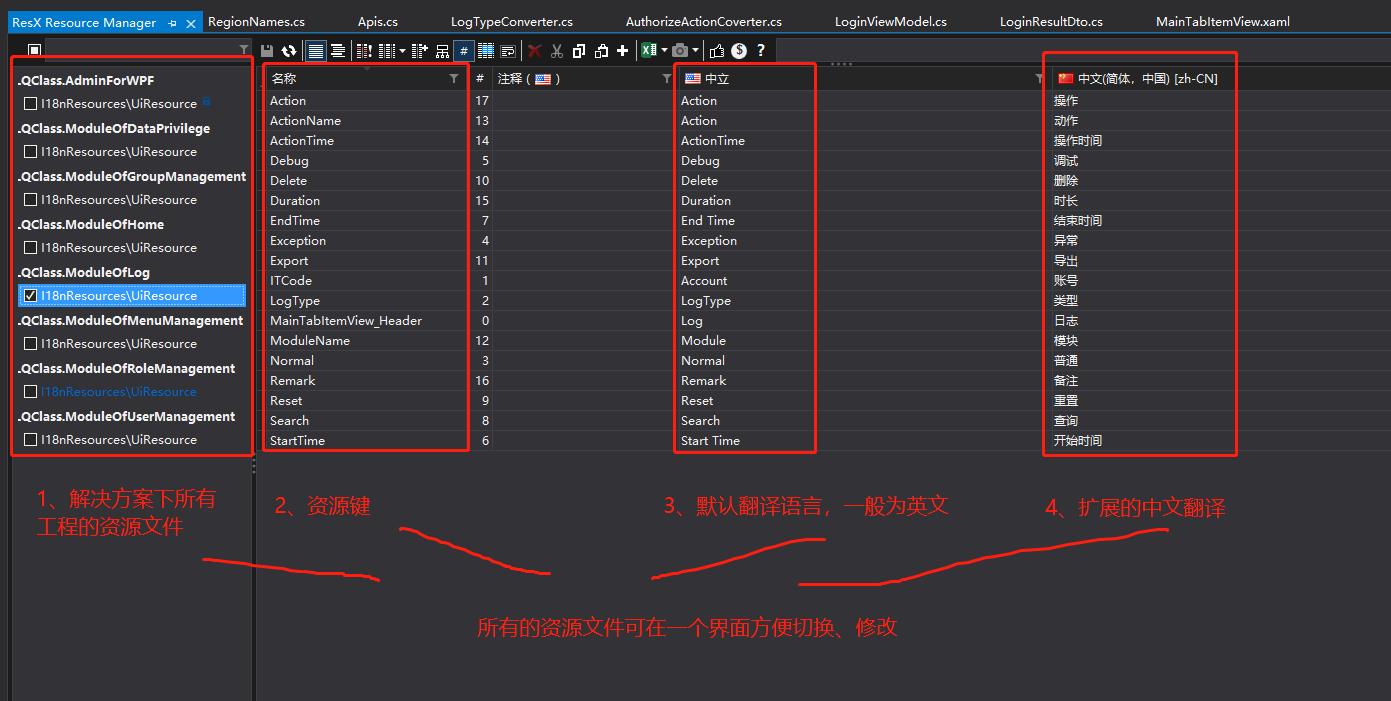 ResX Resource Manager RegionNames.cs Apis.cs LogTypeConverter.cs AuthorizeActionCoverter.cs LoginViewModel.cs LoginResultDto.cs MainTabItemView.xaml
.QClass.AdminForWPF
I18nResources\UiResource
.QClass.ModuleOfDataPrivilege
I18nResources\UiResource
.QClass.ModuleOfGroupManagement
I18nResources\UiResource
.QClass.ModuleOfHome
I18nResources\UiResource
.QClass.ModuleOfLog
I18nResources\UiResource
.QClass.ModuleOfMenuManagement
I18nResources\UiResource
.QClass.ModuleOfRoleManagement
I18nResources\UiResource
.QClass.ModuleOfUserManagement
I18nResources\UiResource
名称 # 注释 ( ) 中立 中文(简体，中国) [zh-CN]
Action 17 Action 操作
ActionName 13 Action 动作
ActionTime 14 ActionTime 操作时间
Debug 5 Debug 调试
Delete 10 Delete 删除
Duration 15 Duration 时长
EndTime 7 End Time 结束时间
Exception 4 Exception 异常
Export 11 Export 导出
ITCode 1 Account 账号
LogType 2 LogType 类型
MainTabItemView_Header 0 Log 日志
ModuleName 12 Module 模块
Normal 3 Normal 普通
Remark 16 Remark 备注
Reset 9 Reset 重置
Search 8 Search 查询
StartTime 6 Start Time 开始时间
1、解决方案下所有
工程的资源文件
2、资源键
3、默认翻译语言，一般为英文
4、扩展的中文翻译
所有的资源文件可在一个界面方便切换、修改